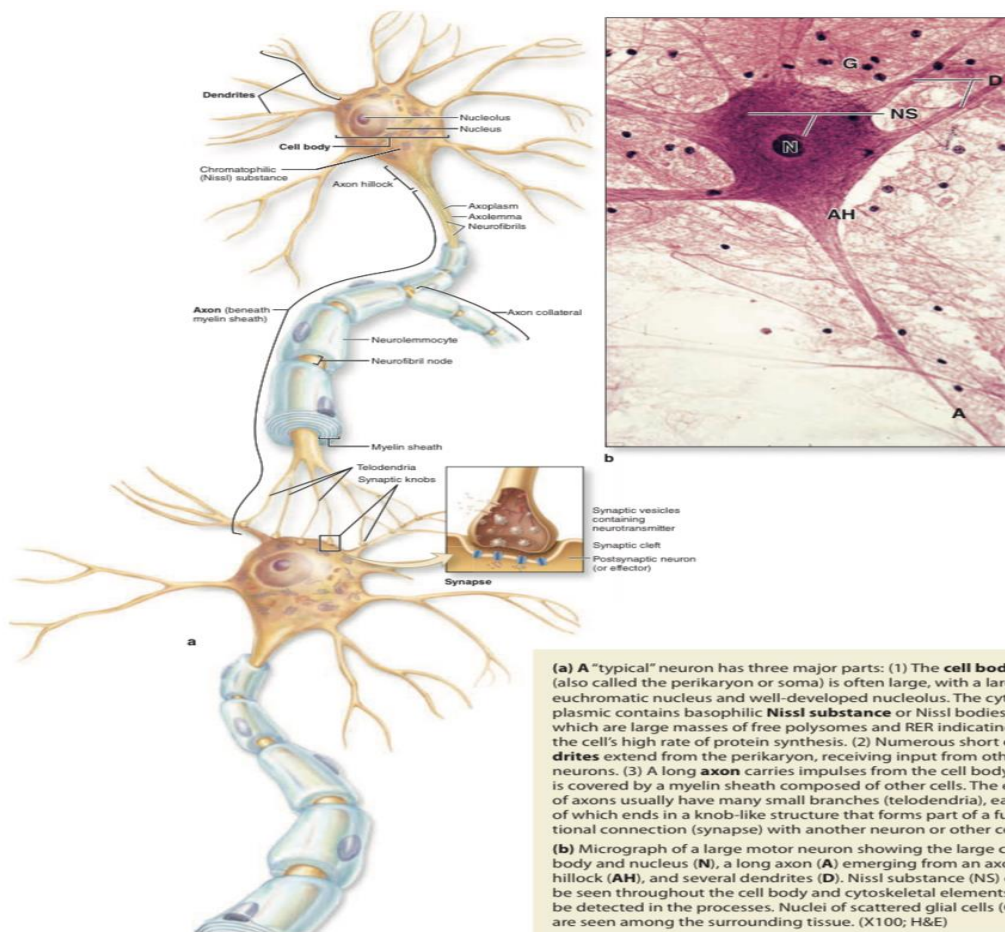 Dendrites
Nucleolus
Nucleus
Cell body
Chromatophilic
(Nissl) substance
Axon hillock
Axoplasm
Axolemma
Neurofibrils
Axon (beneath
myelin sheath)
Axon collateral
Neurolemmocyte
Neurofibril node
Myelin sheath
Telodendria
Synaptic knobs
Synaptic vesicles
containing
neurotransmitter
Synaptic cleft
Postsynaptic neuron
(or effector)
Synapse
a
G
D
NS
N
AH
A
b
(a) A “typical” neuron has three major parts: (1) The cell bod
(also called the perikaryon or soma) is often large, with a lar
euchromatic nucleus and well-developed nucleolus. The cyt
plasmic contains basophilic Nissl substance or Nissl bodies
which are large masses of free polysomes and RER indicatin
the cell's high rate of protein synthesis. (2) Numerous short
drites extend from the perikaryon, receiving input from oth
neurons. (3) A long axon carries impulses from the cell body
is covered by a myelin sheath composed of other cells. The
of axons usually have many small branches (telodendria), ea
of which ends in a knob-like structure that forms part of a fu
tional connection (synapse) with another neuron or other c
(b) Micrograph of a large motor neuron showing the large c
body and nucleus (N), a long axon (A) emerging from an axo
hillock (AH), and several dendrites (D). Nissl substance (NS)
be seen throughout the cell body and cytoskeletal elements
be detected in the processes. Nuclei of scattered glial cells (
are seen among the surrounding tissue. (X100; H&E)